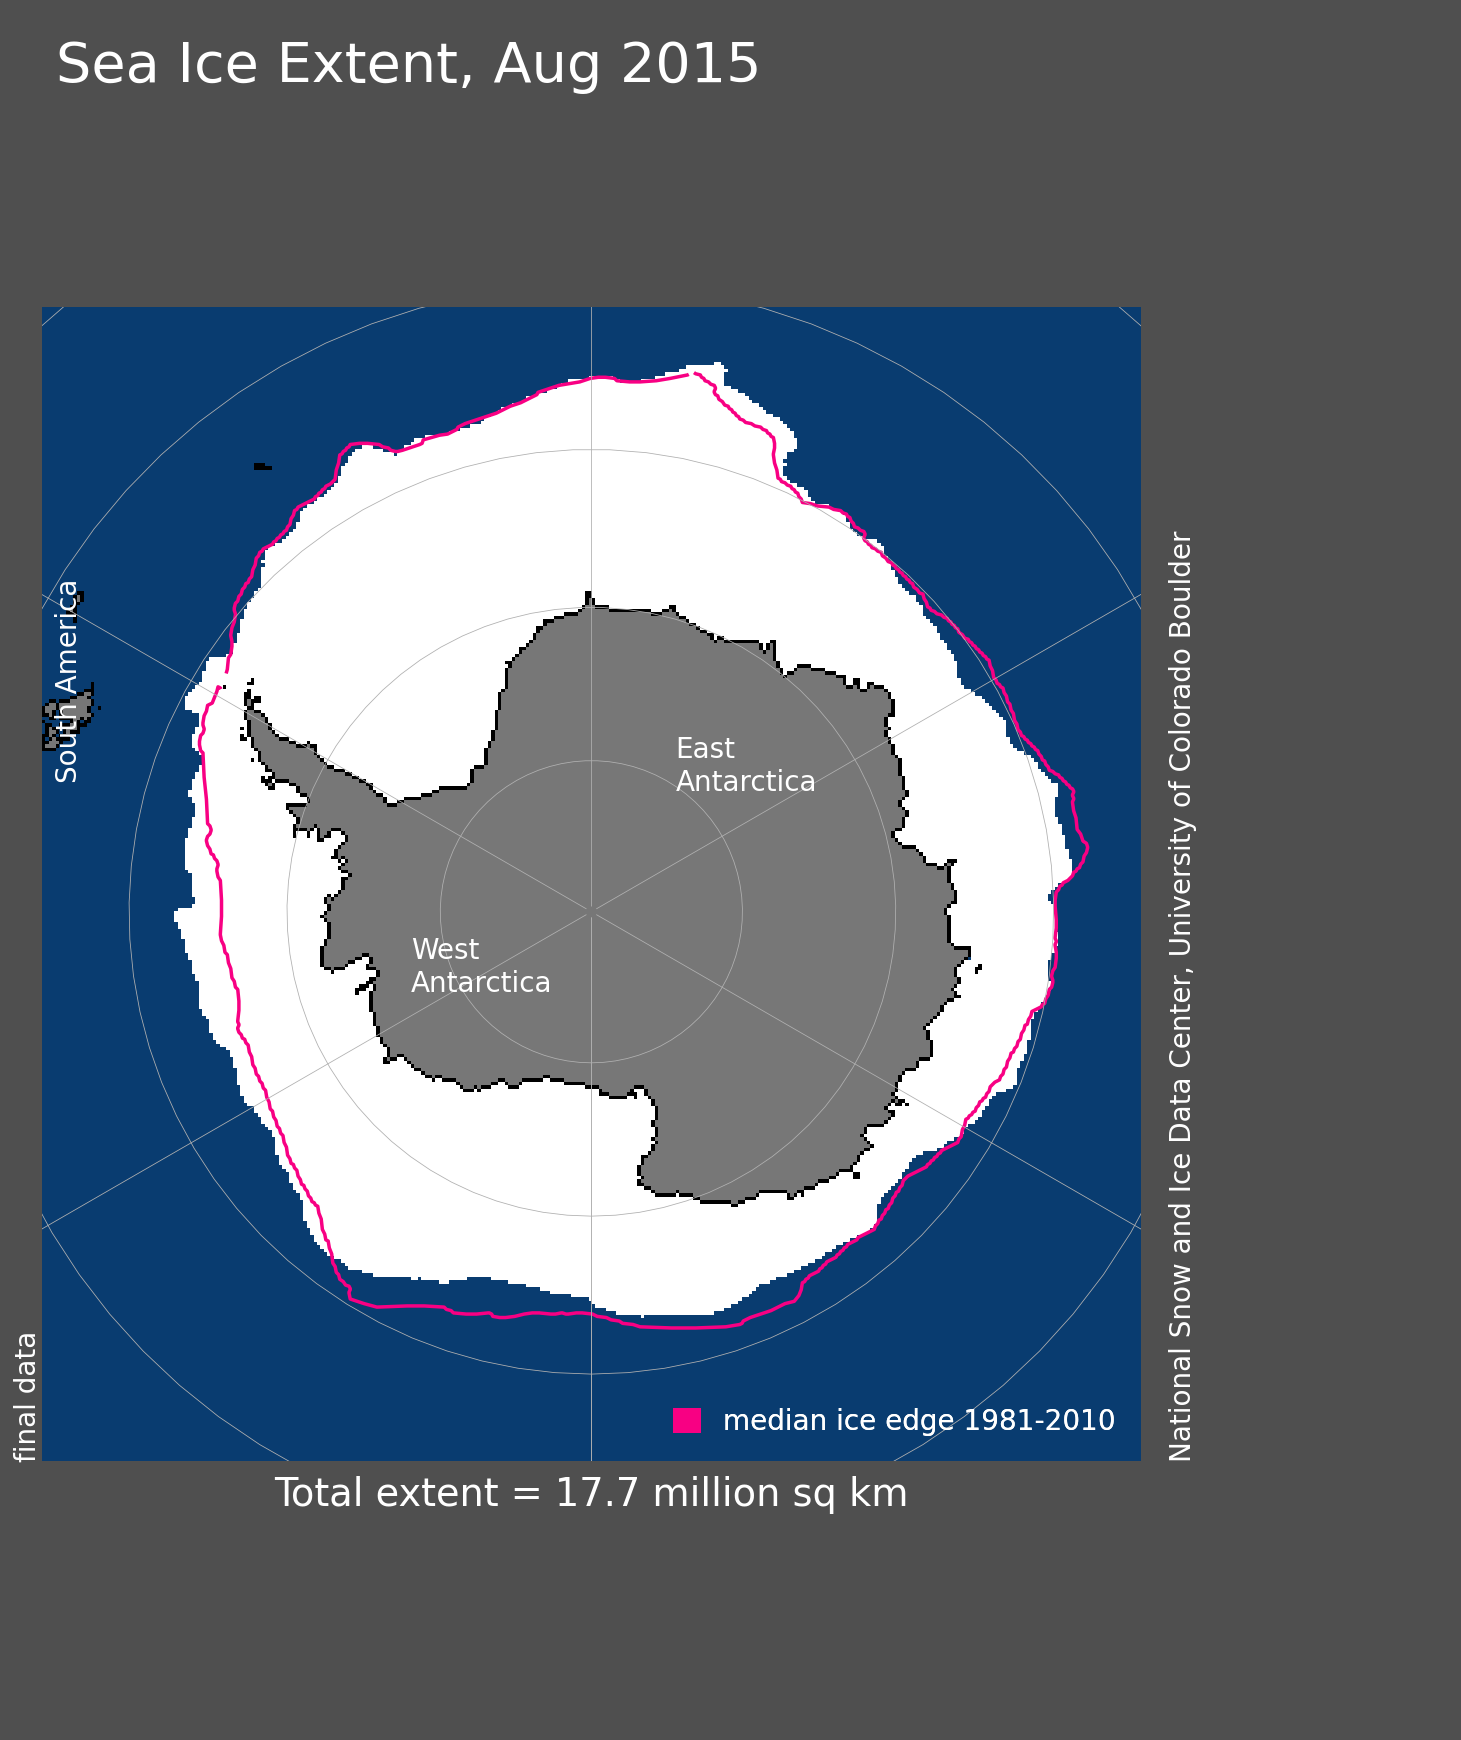 Sea Ice Extent, Aug 2015
South America
East
Antarctica
West
Antarctica
median ice edge 1981-2010
final data
National Snow and Ice Data Center, University of Colorado Boulder
Total extent = 17.7 million sq km